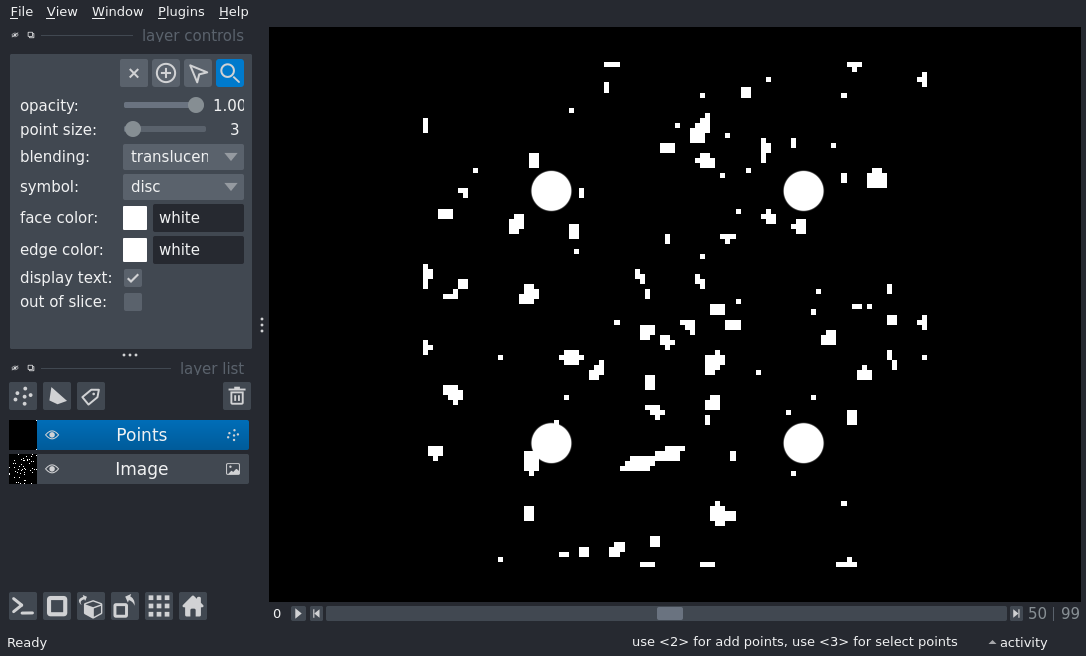 File View Window Plugins Help
layer controls
opacity: 1.00
point size: 3
blending: translucen
symbol: disc
face color: white
edge color: white
display text:
out of slice:
layer list
Points
Image
0 50 | 99
Ready use <2> for add points, use <3> for select points activity